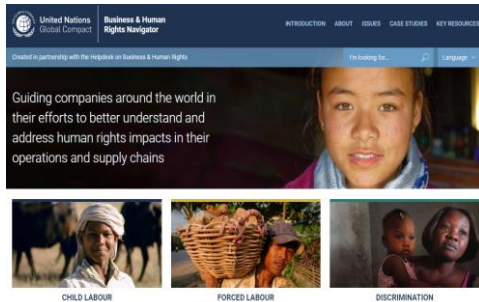 United Nations
Global Compact
Business & Human
Rights Navigator
INTRODUCTION ABOUT ISSUES CASE STUDIES KEY RESOURCES
Created in partnership with the Helpdesk on Business & Human Rights
I'm looking for...
Language
Guiding companies around the world in
their efforts to better understand and
address human rights impacts in their
operations and supply chains
CHILD LABOUR
FORCED LABOUR
DISCRIMINATION